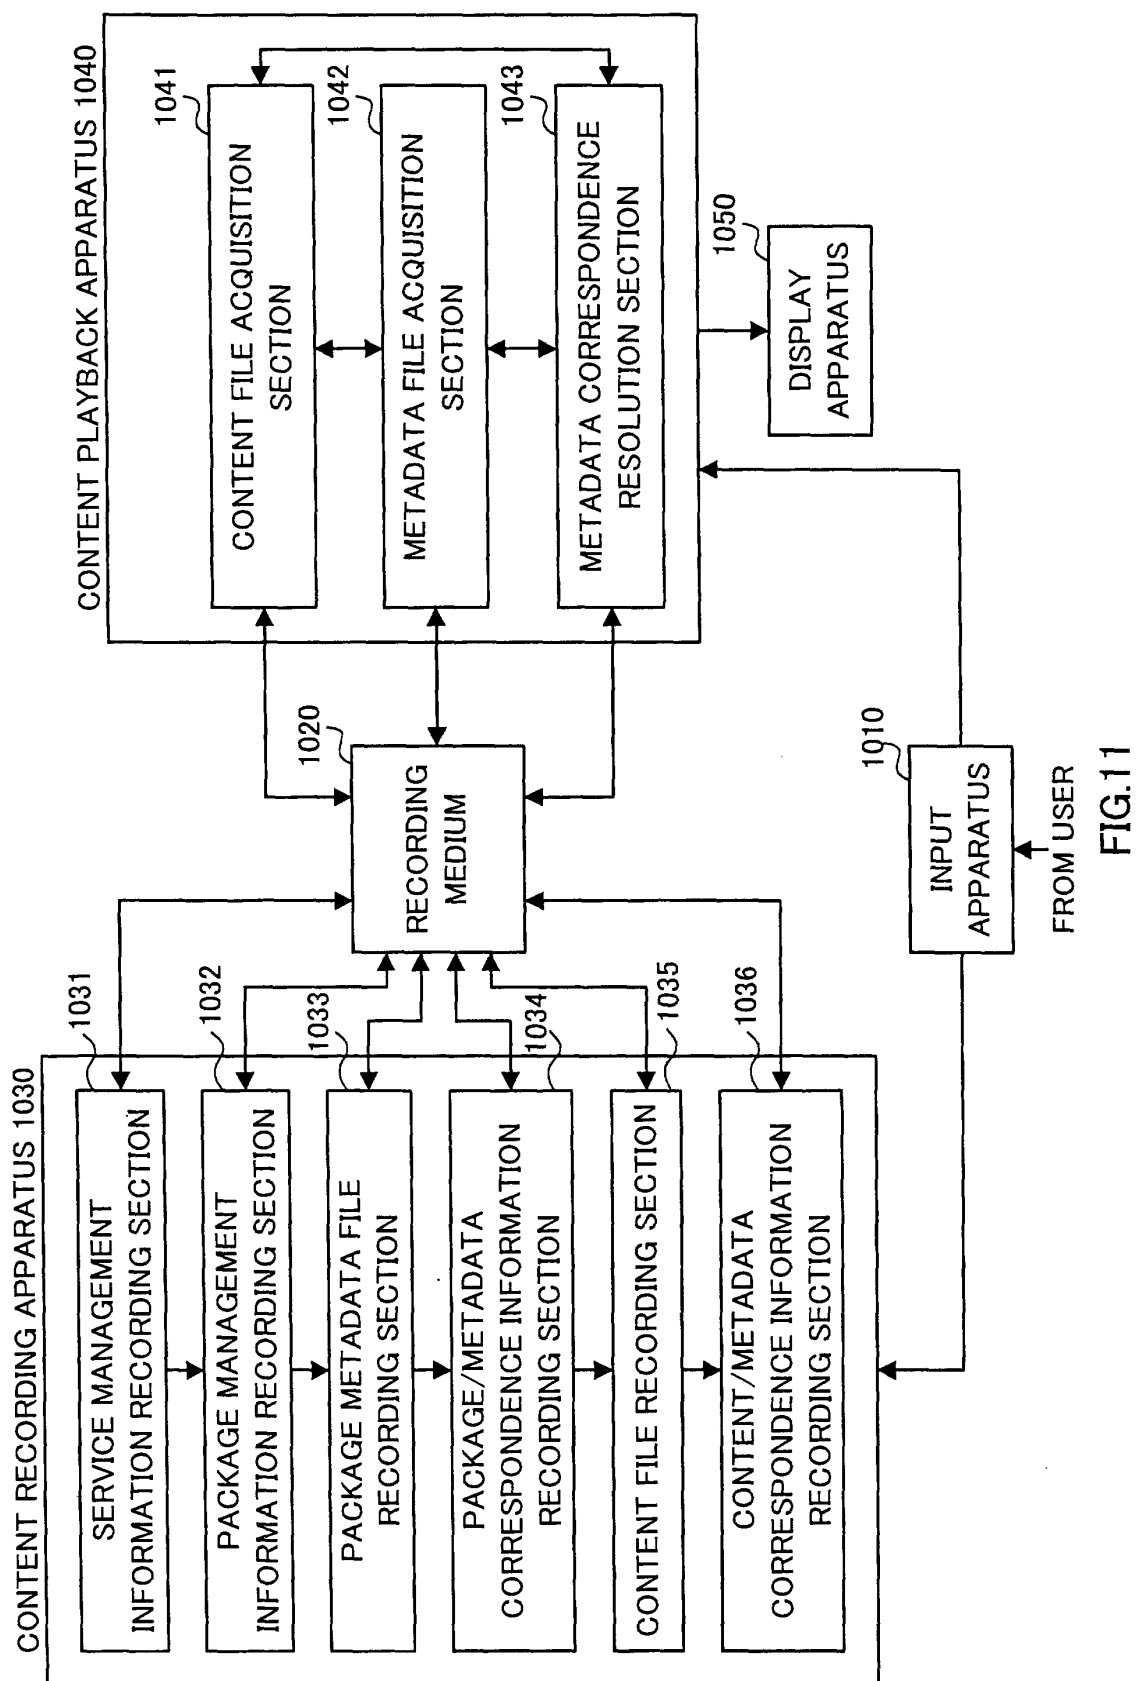 CONTENT RECORDING APPARATUS 1030
1031
SERVICE MANAGEMENT
INFORMATION RECORDING SECTION
1032
PACKAGE MANAGEMENT
INFORMATION RECORDING SECTION
1033
PACKAGE METADATA FILE
RECORDING SECTION
1034
PACKAGE/METADATA
CORRESPONDENCE INFORMATION
RECORDING SECTION
1035
CONTENT FILE RECORDING SECTION
1036
CONTENT/METADATA
CORRESPONDENCE INFORMATION
RECORDING SECTION
1020
RECORDING
MEDIUM
CONTENT PLAYBACK APPARATUS 1040
1041
CONTENT FILE ACQUISITION
SECTION
1042
METADATA FILE ACQUISITION
SECTION
1043
METADATA CORRESPONDENCE
RESOLUTION SECTION
1050
DISPLAY
APPARATUS
1010
INPUT
APPARATUS
FROM USER
FIG.11